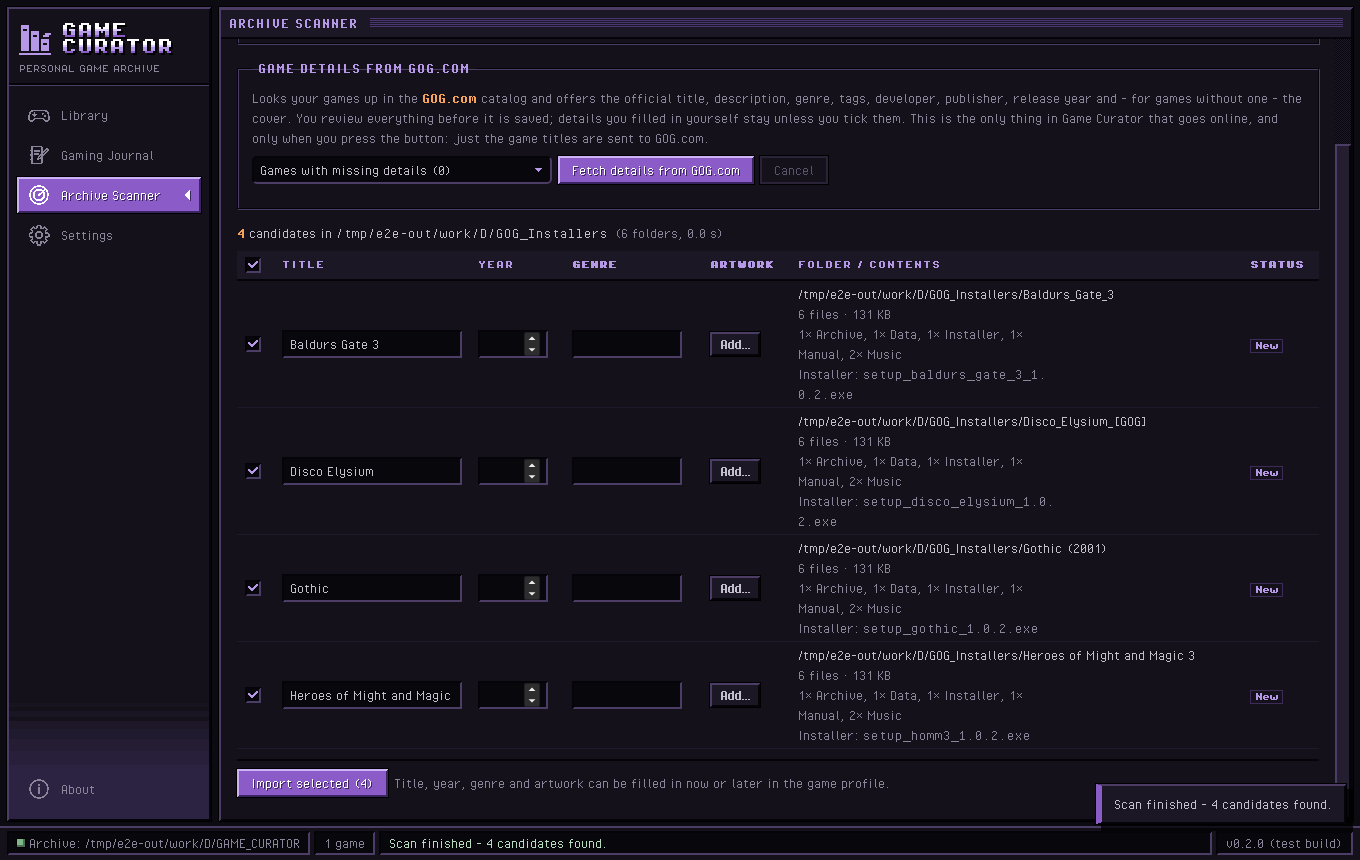 GAME
CURATOR
PERSONAL GAME ARCHIVE
Library
Gaming Journal
Archive Scanner
Settings
About
ARCHIVE SCANNER
GAME DETAILS FROM GOG.COM
Looks your games up in the GOG.com catalog and offers the official title, description, genre, tags, developer, publisher, release year and - for games without one - the
cover. You review everything before it is saved; details you filled in yourself stay unless you tick them. This is the only thing in Game Curator that goes online, and
only when you press the button: just the game titles are sent to GOG.com.
Games with missing details (0) Fetch details from GOG.com Cancel
4 candidates in /tmp/e2e-out/work/D/GOG_Installers (6 folders, 0.0 s)
TITLE YEAR GENRE ARTWORK FOLDER / CONTENTS STATUS
/tmp/e2e-out/work/D/GOG_Installers/Baldurs_Gate_3
6 files · 131 KB
1× Archive, 1× Data, 1× Installer, 1×
Baldurs Gate 3 Add... New
Manual, 2× Music
Installer: setup_baldurs_gate_3_1.
0.2.exe
/tmp/e2e-out/work/D/GOG_Installers/Disco_Elysium_[GOG]
6 files · 131 KB
1× Archive, 1× Data, 1× Installer, 1×
Disco Elysium Add... New
Manual, 2× Music
Installer: setup_disco_elysium_1.0.
2.exe
/tmp/e2e-out/work/D/GOG_Installers/Gothic (2001)
6 files · 131 KB
Gothic Add... 1× Archive, 1× Data, 1× Installer, 1× New
Manual, 2× Music
Installer: setup_gothic_1.0.2.exe
/tmp/e2e-out/work/D/GOG_Installers/Heroes of Might and Magic 3
6 files · 131 KB
Heroes of Might and Magic Add... 1× Archive, 1× Data, 1× Installer, 1× New
Manual, 2× Music
Installer: setup_homm3_1.0.2.exe
Import selected (4) Title, year, genre and artwork can be filled in now or later in the game profile.
Scan finished - 4 candidates found.
Archive: /tmp/e2e-out/work/D/GAME_CURATOR 1 game Scan finished - 4 candidates found. v0.2.0 (test build)